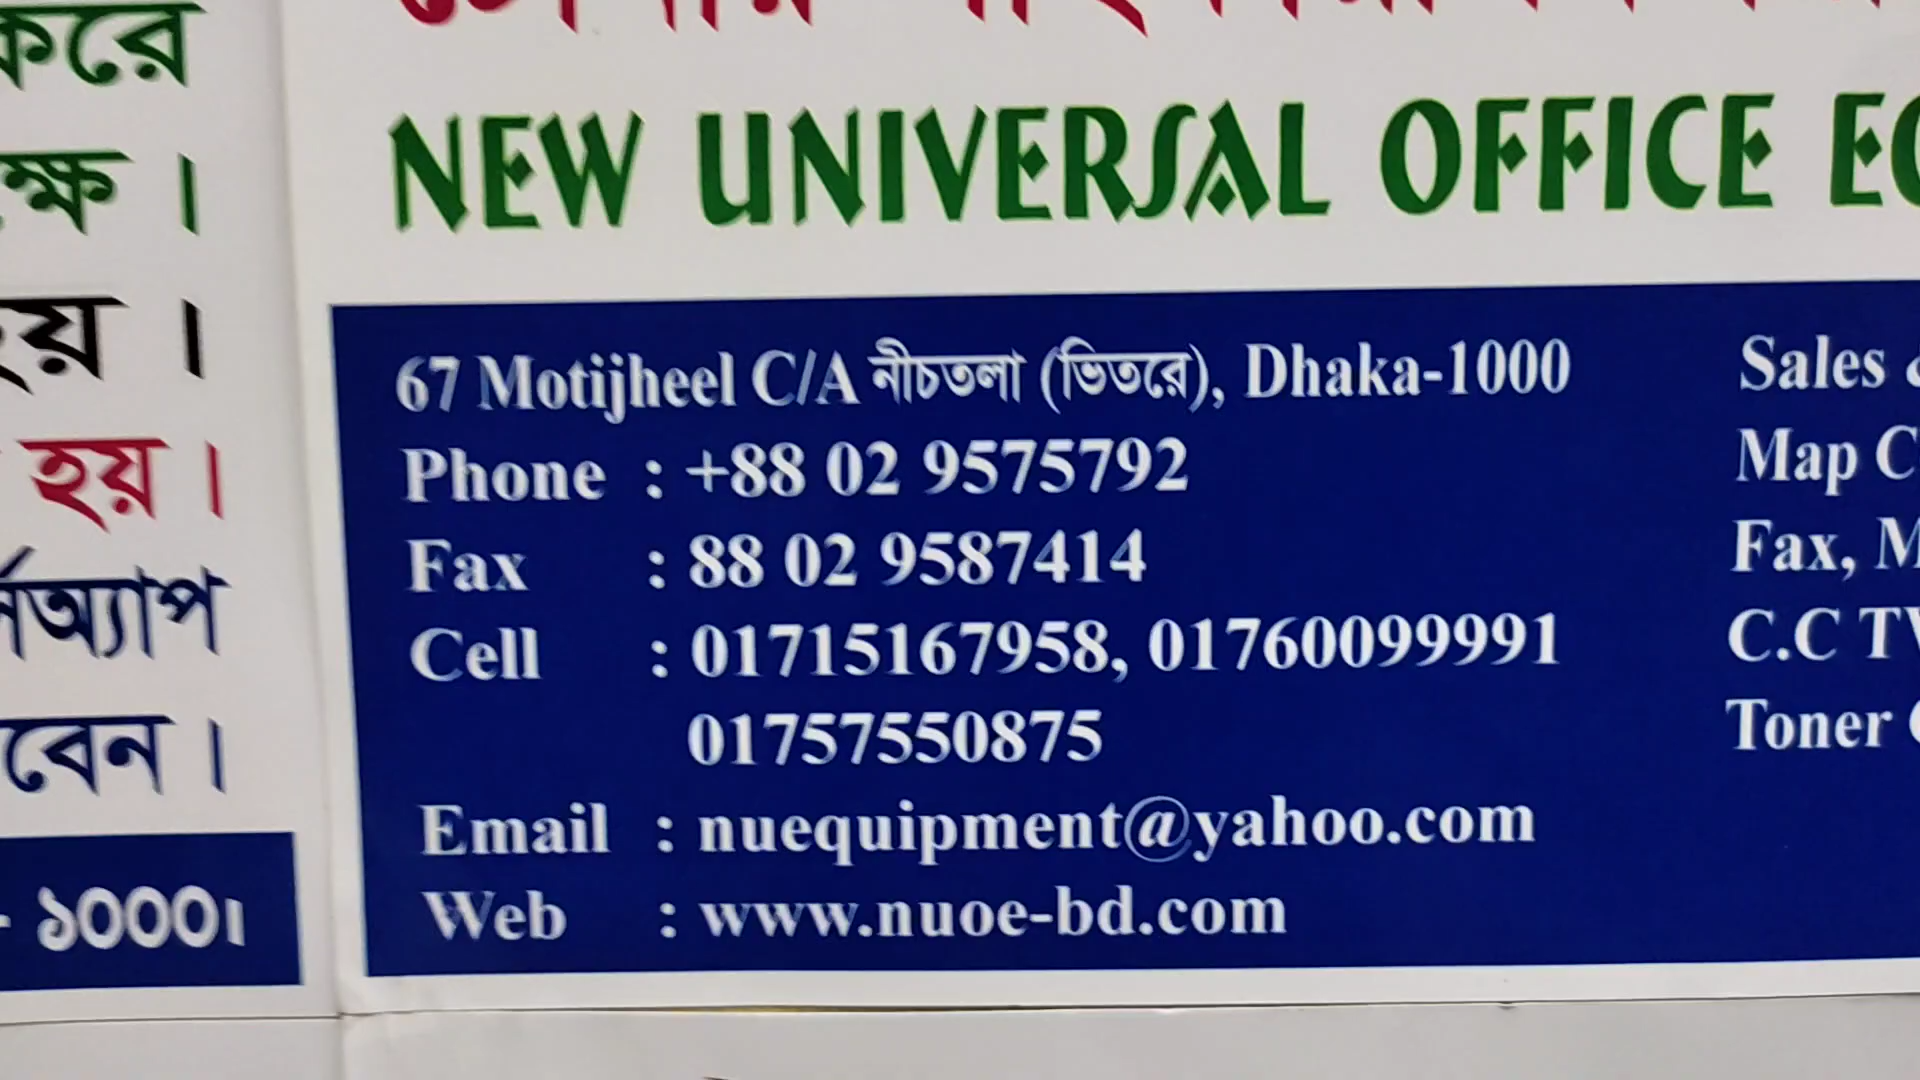 করে
ক্ষ ।
হয় ।
হয় ।
অ্যাপ
বেন ।
- ১০০০।
NEW UNIVERSAL OFFICE
67 Motijheel C/A নীচতলা (ভিতরে), Dhaka-1000
Phone : +88 02 9575792
Fax : 88 02 9587414
Cell : 01715167958, 01760099991
01757550875
Email : nuequipment@yahoo.com
Web : www.nuoe-bd.com
Sales
Map C
Fax, M
C.C TV
Toner